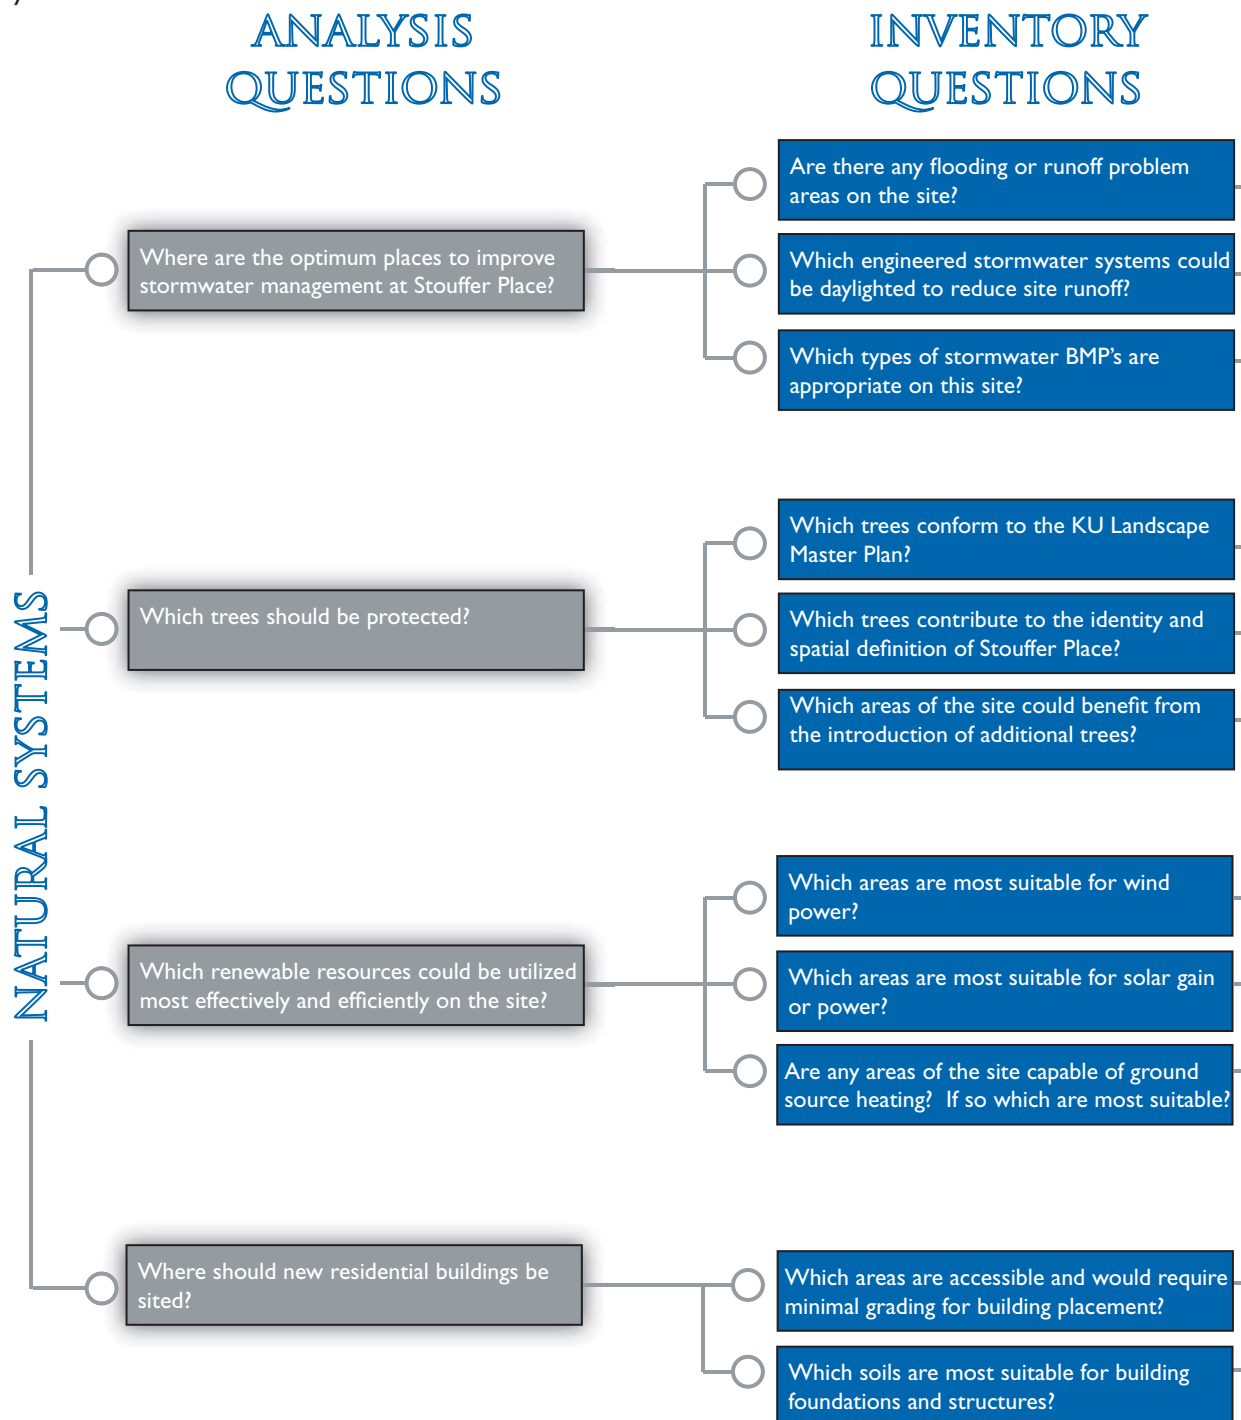 ANALYSIS
QUESTIONS
INVENTORY
QUESTIONS
NATURAL SYSTEMS
Where are the optimum places to improve
stormwater management at Stouffer Place?
Are there any flooding or runoff problem
areas on the site?
Which engineered stormwater systems could
be daylighted to reduce site runoff?
Which types of stormwater BMP's are
appropriate on this site?
Which trees should be protected?
Which trees conform to the KU Landscape
Master Plan?
Which trees contribute to the identity and
spatial definition of Stouffer Place?
Which areas of the site could benefit from
the introduction of additional trees?
Which renewable resources could be utilized
most effectively and efficiently on the site?
Which areas are most suitable for wind
power?
Which areas are most suitable for solar gain
or power?
Are any areas of the site capable of ground
source heating?  If so which are most suitable?
Where should new residential buildings be
sited?
Which areas are accessible and would require
minimal grading for building placement?
Which soils are most suitable for building
foundations and structures?